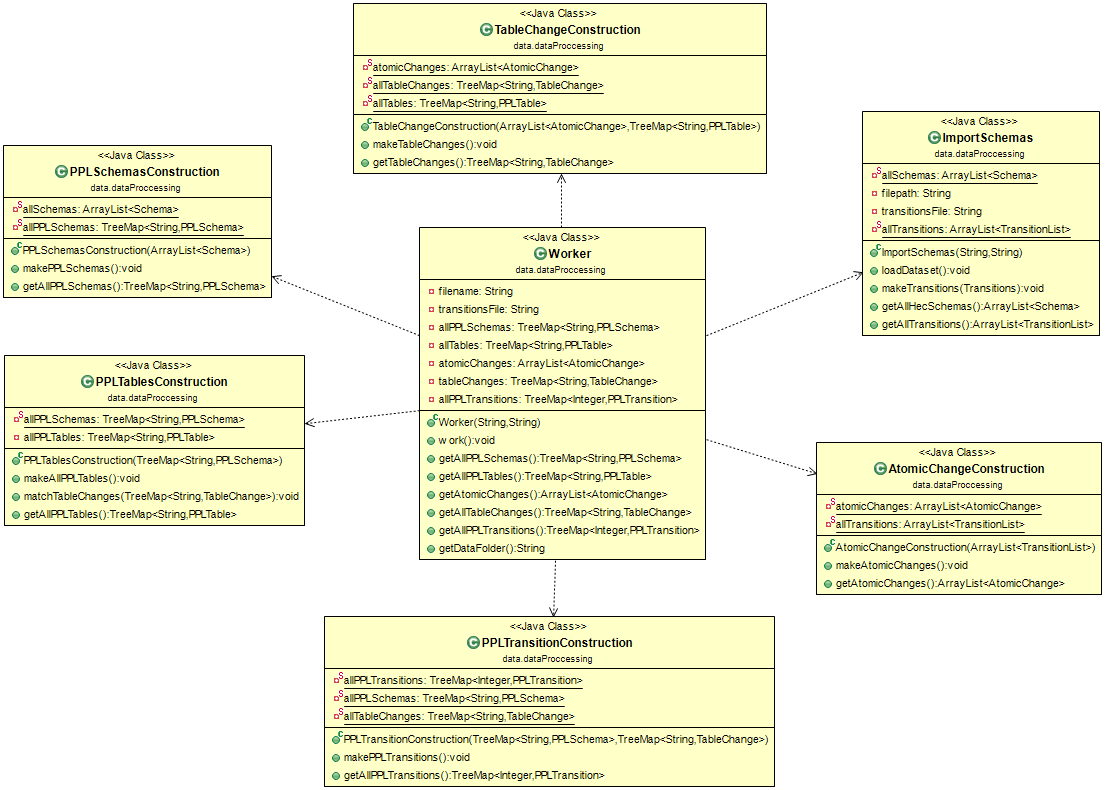 <<Java Class>>
TableChangeConstruction
data.dataProccessing
atomicChanges: ArrayList<AtomicChange>
allTableChanges: TreeMap<String,TableChange>
allTables: TreeMap<String,PPLTable>
TableChangeConstruction(ArrayList<AtomicChange>,TreeMap<String,PPLTable>)
makeTableChanges():void
getTableChanges():TreeMap<String,TableChange>
<<Java Class>>
ImportSchemas
data.dataProccessing
allSchemas: ArrayList<Schema>
filepath: String
transitionsFile: String
allTransitions: ArrayList<TransitionList>
ImportSchemas(String,String)
loadDataset():void
makeTransitions(Transitions):void
getAllHecSchemas():ArrayList<Schema>
getAllTransitions():ArrayList<TransitionList>
<<Java Class>>
PPLSchemasConstruction
data.dataProccessing
allSchemas: ArrayList<Schema>
allPPLSchemas: TreeMap<String,PPLSchema>
PPLSchemasConstruction(ArrayList<Schema>)
makePPLSchemas():void
getAllPPLSchemas():TreeMap<String,PPLSchema>
<<Java Class>>
Worker
data.dataProccessing
filename: String
transitionsFile: String
allPPLSchemas: TreeMap<String,PPLSchema>
allTables: TreeMap<String,PPLTable>
atomicChanges: ArrayList<AtomicChange>
tableChanges: TreeMap<String,TableChange>
allPPLTransitions: TreeMap<Integer,PPLTransition>
Worker(String,String)
work():void
getAllPPLSchemas():TreeMap<String,PPLSchema>
getAllPPLTables():TreeMap<String,PPLTable>
getAtomicChanges():ArrayList<AtomicChange>
getAllTableChanges():TreeMap<String,TableChange>
getAllPPLTransitions():TreeMap<Integer,PPLTransition>
getDataFolder():String
<<Java Class>>
PPLTablesConstruction
data.dataProccessing
allPPLSchemas: TreeMap<String,PPLSchema>
allPPLTables: TreeMap<String,PPLTable>
PPLTablesConstruction(TreeMap<String,PPLSchema>)
makeAllPPLTables():void
matchTableChanges(TreeMap<String,TableChange>):void
getAllPPLTables():TreeMap<String,PPLTable>
<<Java Class>>
AtomicChangeConstruction
data.dataProccessing
atomicChanges: ArrayList<AtomicChange>
allTransitions: ArrayList<TransitionList>
AtomicChangeConstruction(ArrayList<TransitionList>)
makeAtomicChanges():void
getAtomicChanges():ArrayList<AtomicChange>
<<Java Class>>
PPLTransitionConstruction
data.dataProccessing
allPPLTransitions: TreeMap<Integer,PPLTransition>
allPPLSchemas: TreeMap<String,PPLSchema>
allTableChanges: TreeMap<String,TableChange>
PPLTransitionConstruction(TreeMap<String,PPLSchema>,TreeMap<String,TableChange>)
makePPLTransitions():void
getAllPPLTransitions():TreeMap<Integer,PPLTransition>